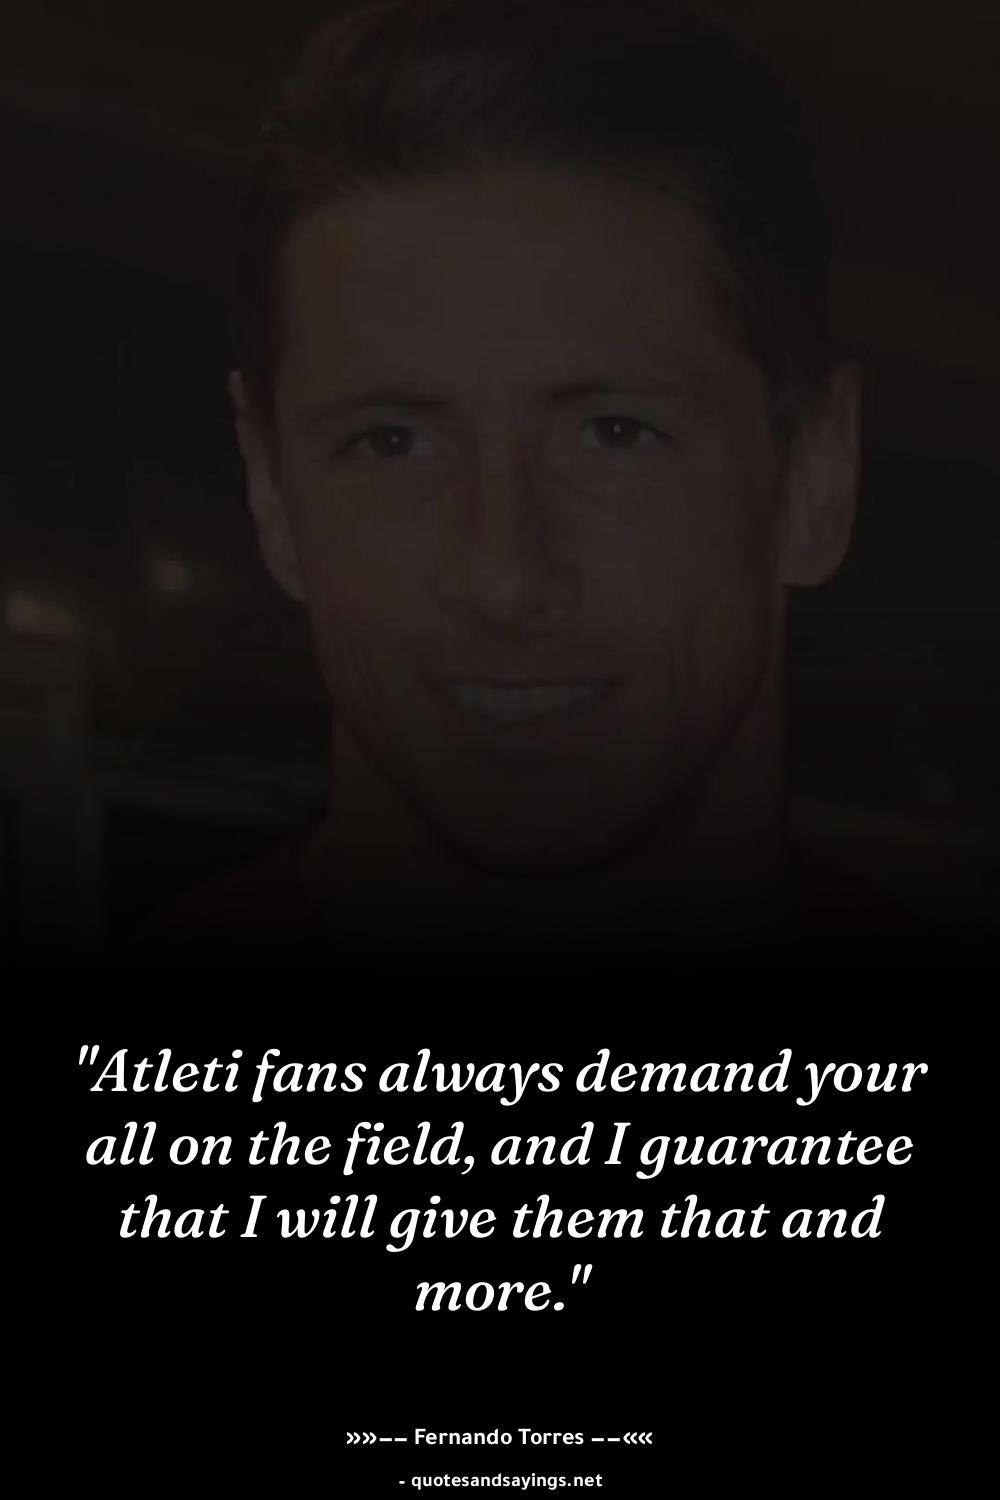 "Atleti fans always demand your
all on the field, and I guarantee
that I will give them that and
more."
»»−− Fernando Torres −−««
- quotesandsayings.net